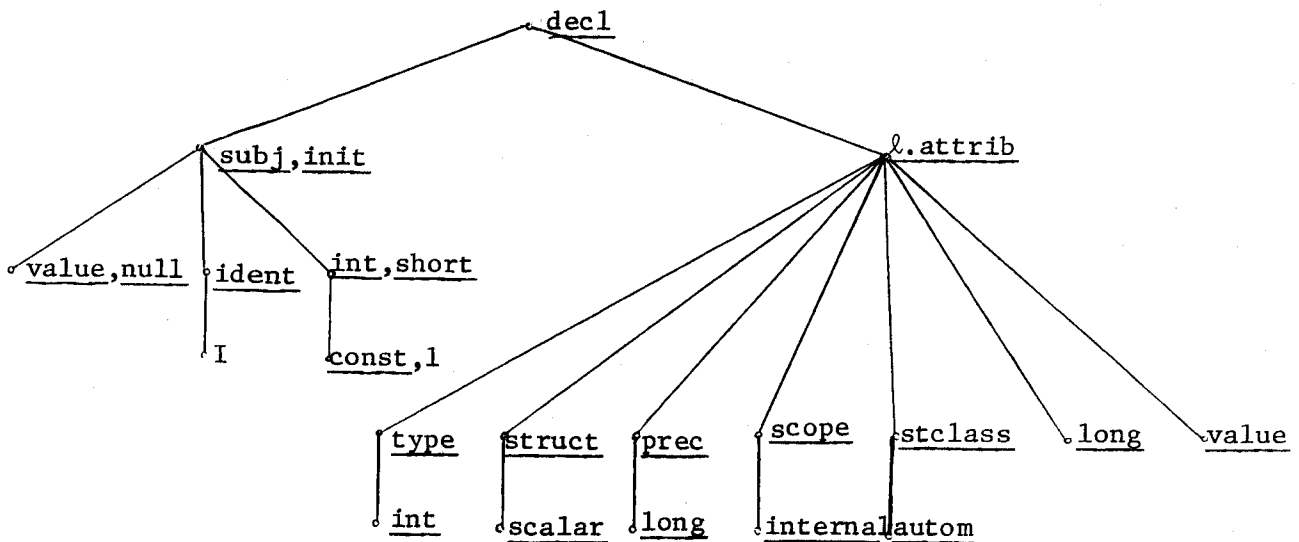 decl
subj,init
ℓ.attrib
value,null ident int,short
I const,1
type struct prec scope stclass long value
int scalar long internal autom